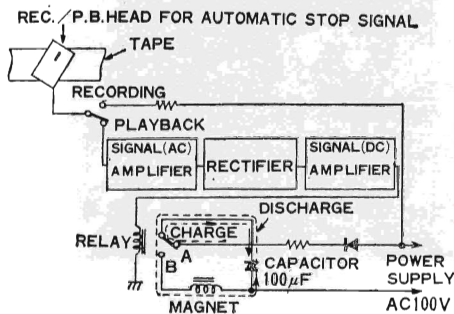 REC./P.B.HEAD FOR AUTOMATIC STOP SIGNAL
TAPE
RECORDING
PLAYBACK
SIGNAL(AC)
AMPLIFIER
RECTIFIER
SIGNAL(DC)
AMPLIFIER
DISCHARGE
CHARGE
RELAY
A
B
CAPACITOR
100μF
POWER
SUPPLY
MAGNET
AC100V